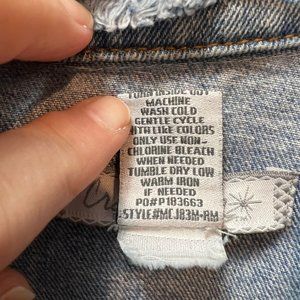 TURN INSIDE OUT
MACHINE
WASH COLD
GENTLE CYCLE
WITH LIKE COLORS
ONLY USE NON-
CHLORINE BLEACH
WHEN NEEDED
TUMBLE DRY LOW
WARM IRON
IF NEEDED
PO#P183663
STYLE#MCJ83M-RM
Cr